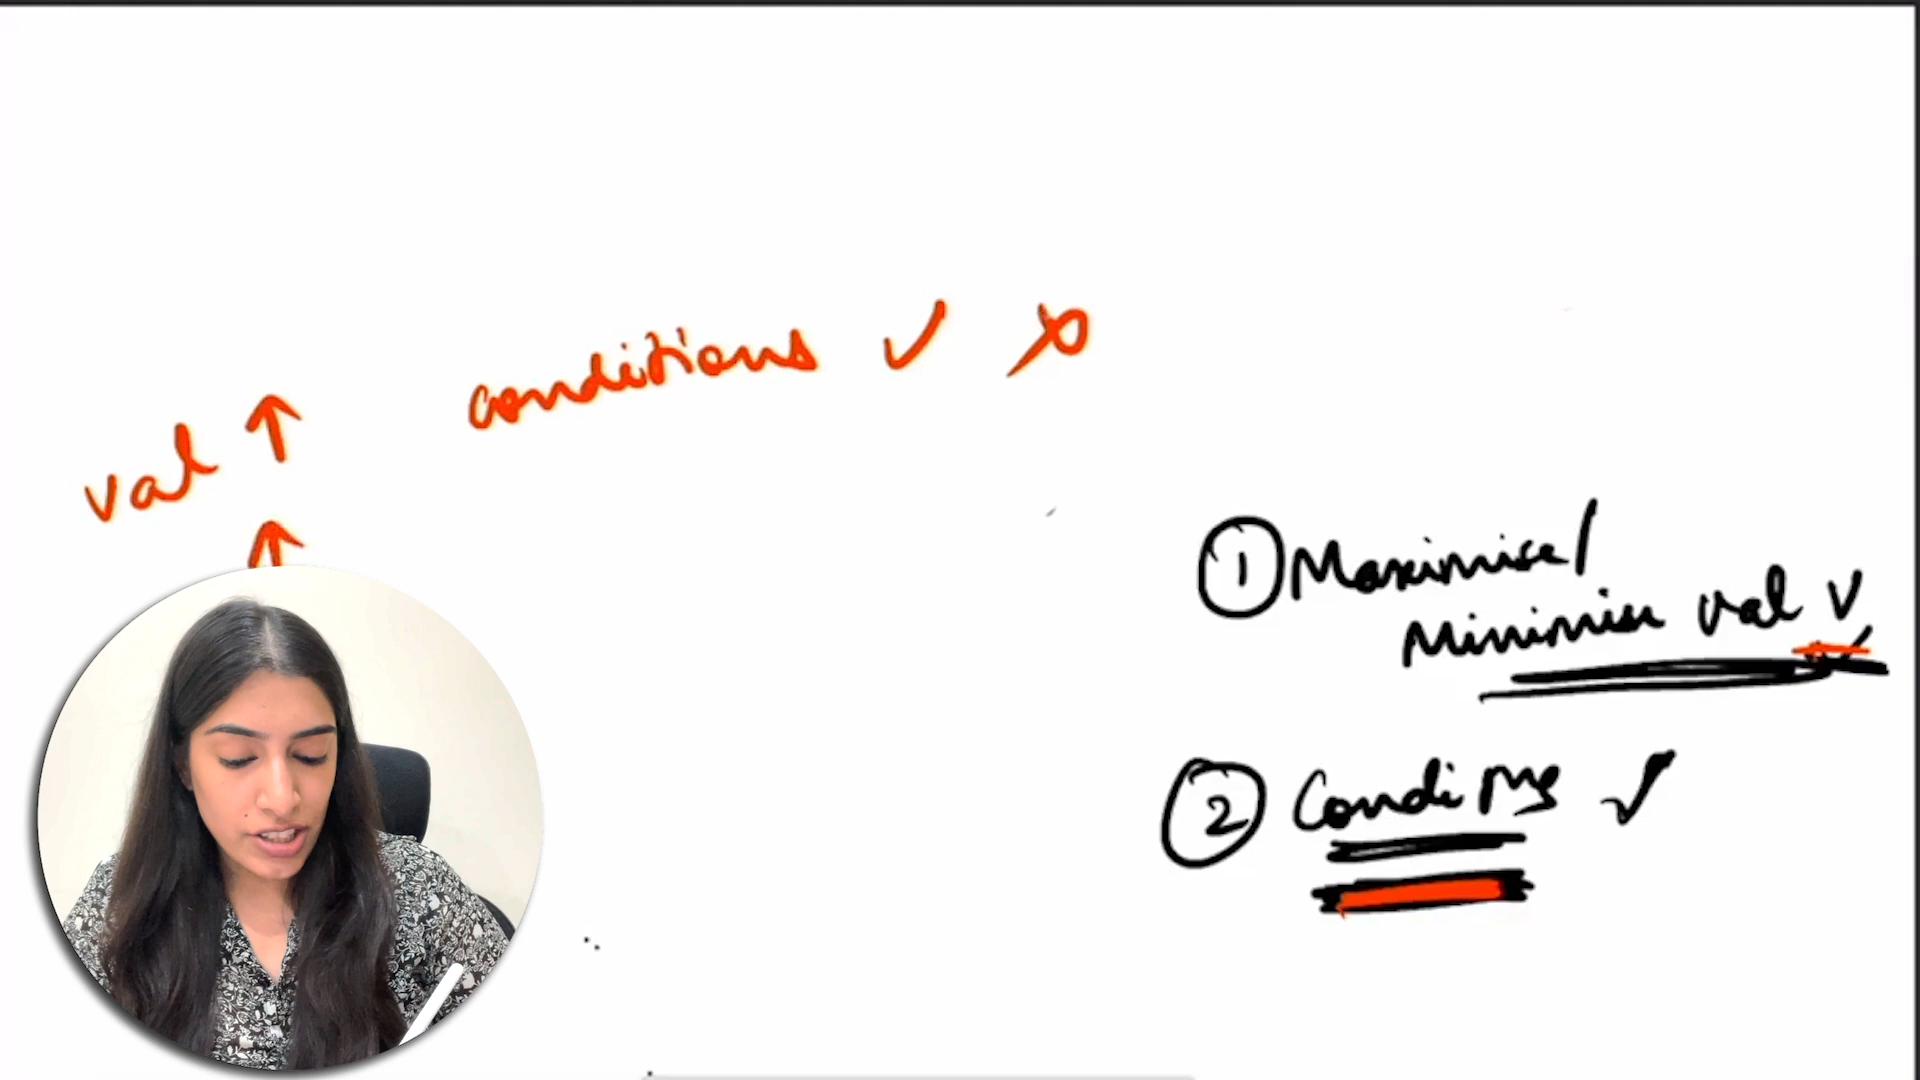 val ↑ conditions ✓ ✗
↑
① Maximise/
Minimise val ✓
② Conditions ✓